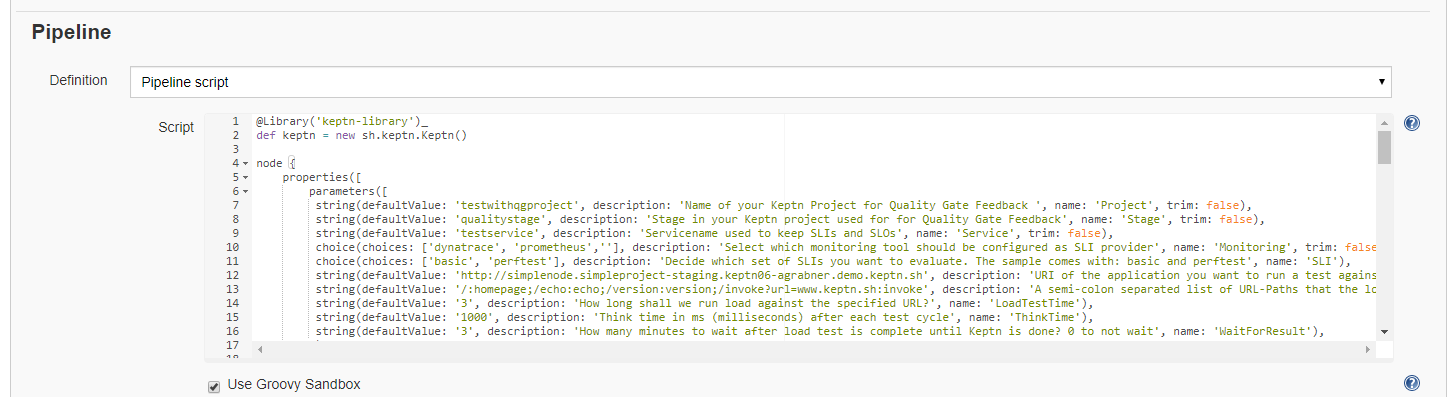 Pipeline
Definition
Pipeline script
Script
1 @Library('keptn-library')_
2 def keptn = new sh.keptn.Keptn()
3
4 node {
5 properties([
6 parameters([
7 string(defaultValue: 'testwithqgproject', description: 'Name of your Keptn Project for Quality Gate Feedback ', name: 'Project', trim: false),
8 string(defaultValue: 'qualitystage', description: 'Stage in your Keptn project used for for Quality Gate Feedback', name: 'Stage', trim: false),
9 string(defaultValue: 'testservice', description: 'Servicename used to keep SLIs and SLOs', name: 'Service', trim: false),
10 choice(choices: ['dynatrace', 'prometheus',''], description: 'Select which monitoring tool should be configured as SLI provider', name: 'Monitoring', trim: false
11 choice(choices: ['basic', 'perftest'], description: 'Decide which set of SLIs you want to evaluate. The sample comes with: basic and perftest', name: 'SLI'),
12 string(defaultValue: 'http://simplenode.simpleproject-staging.keptn06-agrabner.demo.keptn.sh', description: 'URI of the application you want to run a test agains
13 string(defaultValue: '/:homepage;/echo:echo;/version:version;/invoke?url=www.keptn.sh:invoke', description: 'A semi-colon separated list of URL-Paths that the lo
14 string(defaultValue: '3', description: 'How long shall we run load against the specified URL?', name: 'LoadTestTime'),
15 string(defaultValue: '1000', description: 'Think time in ms (milliseconds) after each test cycle', name: 'ThinkTime'),
16 string(defaultValue: '3', description: 'How many minutes to wait after load test is complete until Keptn is done? 0 to not wait', name: 'WaitForResult'),
17
Use Groovy Sandbox